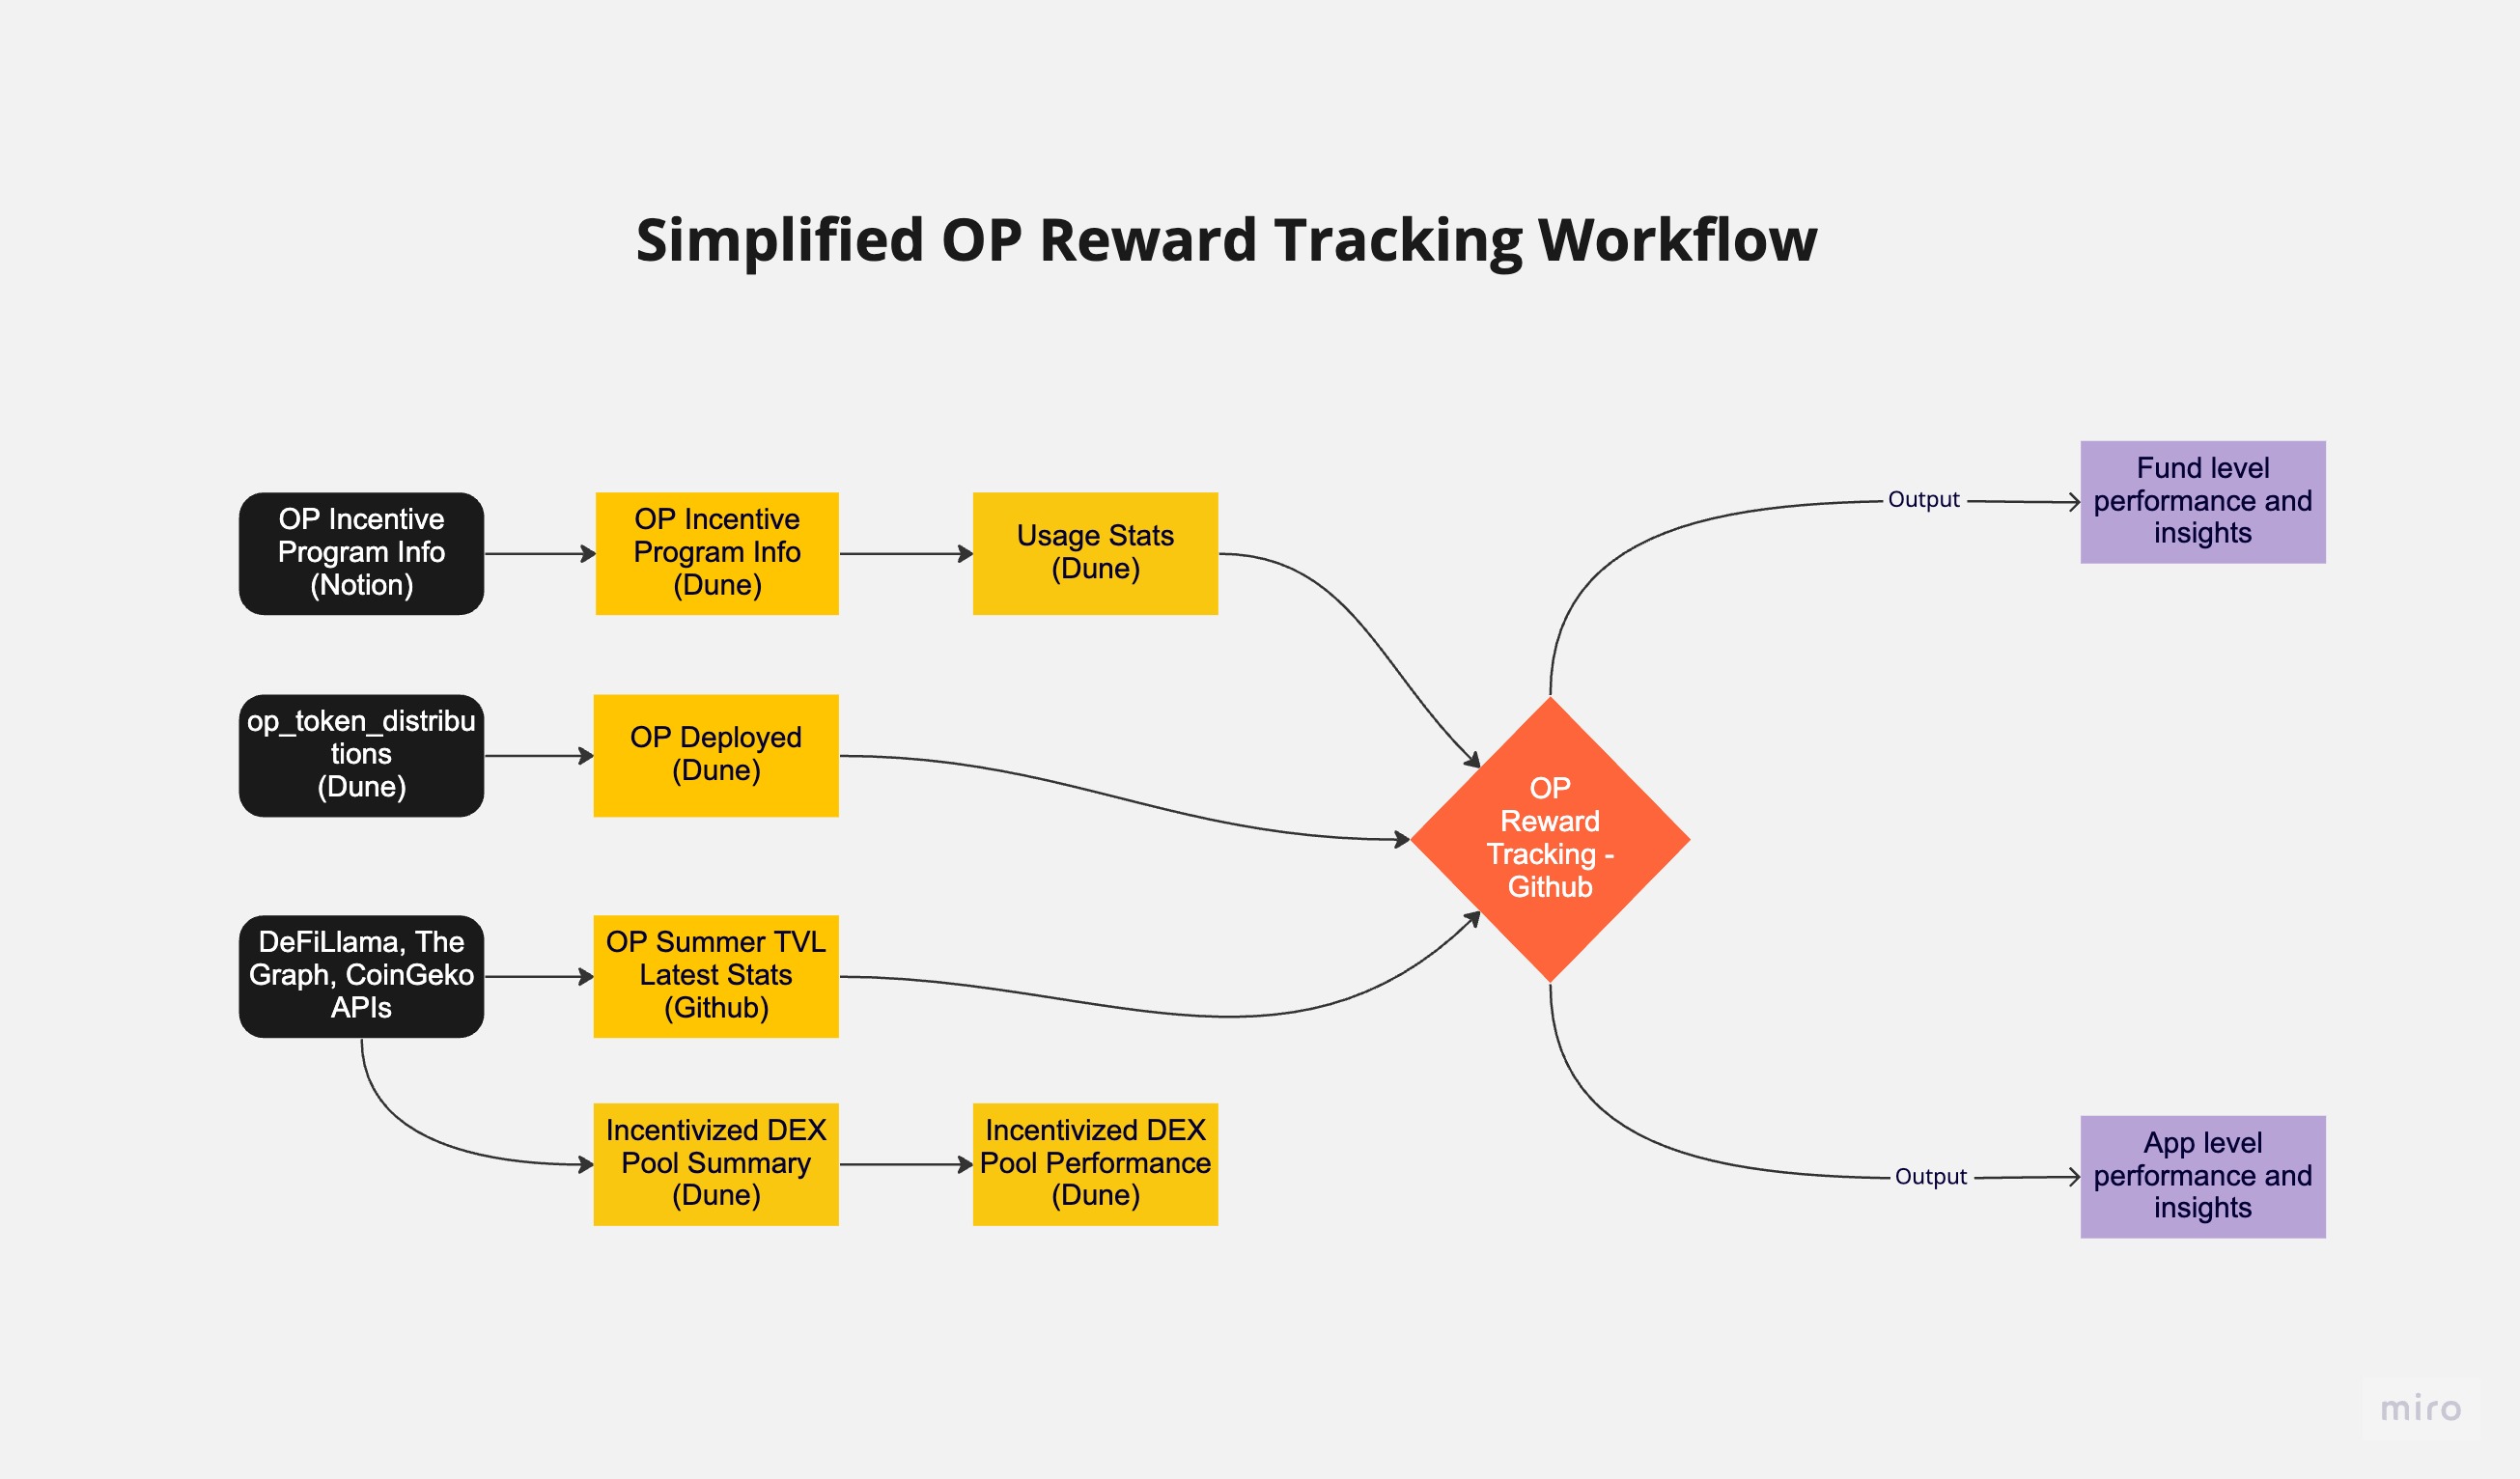 Simplified OP Reward Tracking Workflow
OP Incentive
Program Info
(Notion)
OP Incentive
Program Info
(Dune)
Usage Stats
(Dune)
op_token_distribu
tions
(Dune)
OP Deployed
(Dune)
DeFiLlama, The
Graph, CoinGeko
APIs
OP Summer TVL
Latest Stats
(Github)
Incentivized DEX
Pool Summary
(Dune)
Incentivized DEX
Pool Performance
(Dune)
OP
Reward
Tracking -
Github
Output
Fund level
performance and
insights
Output
App level
performance and
insights
miro